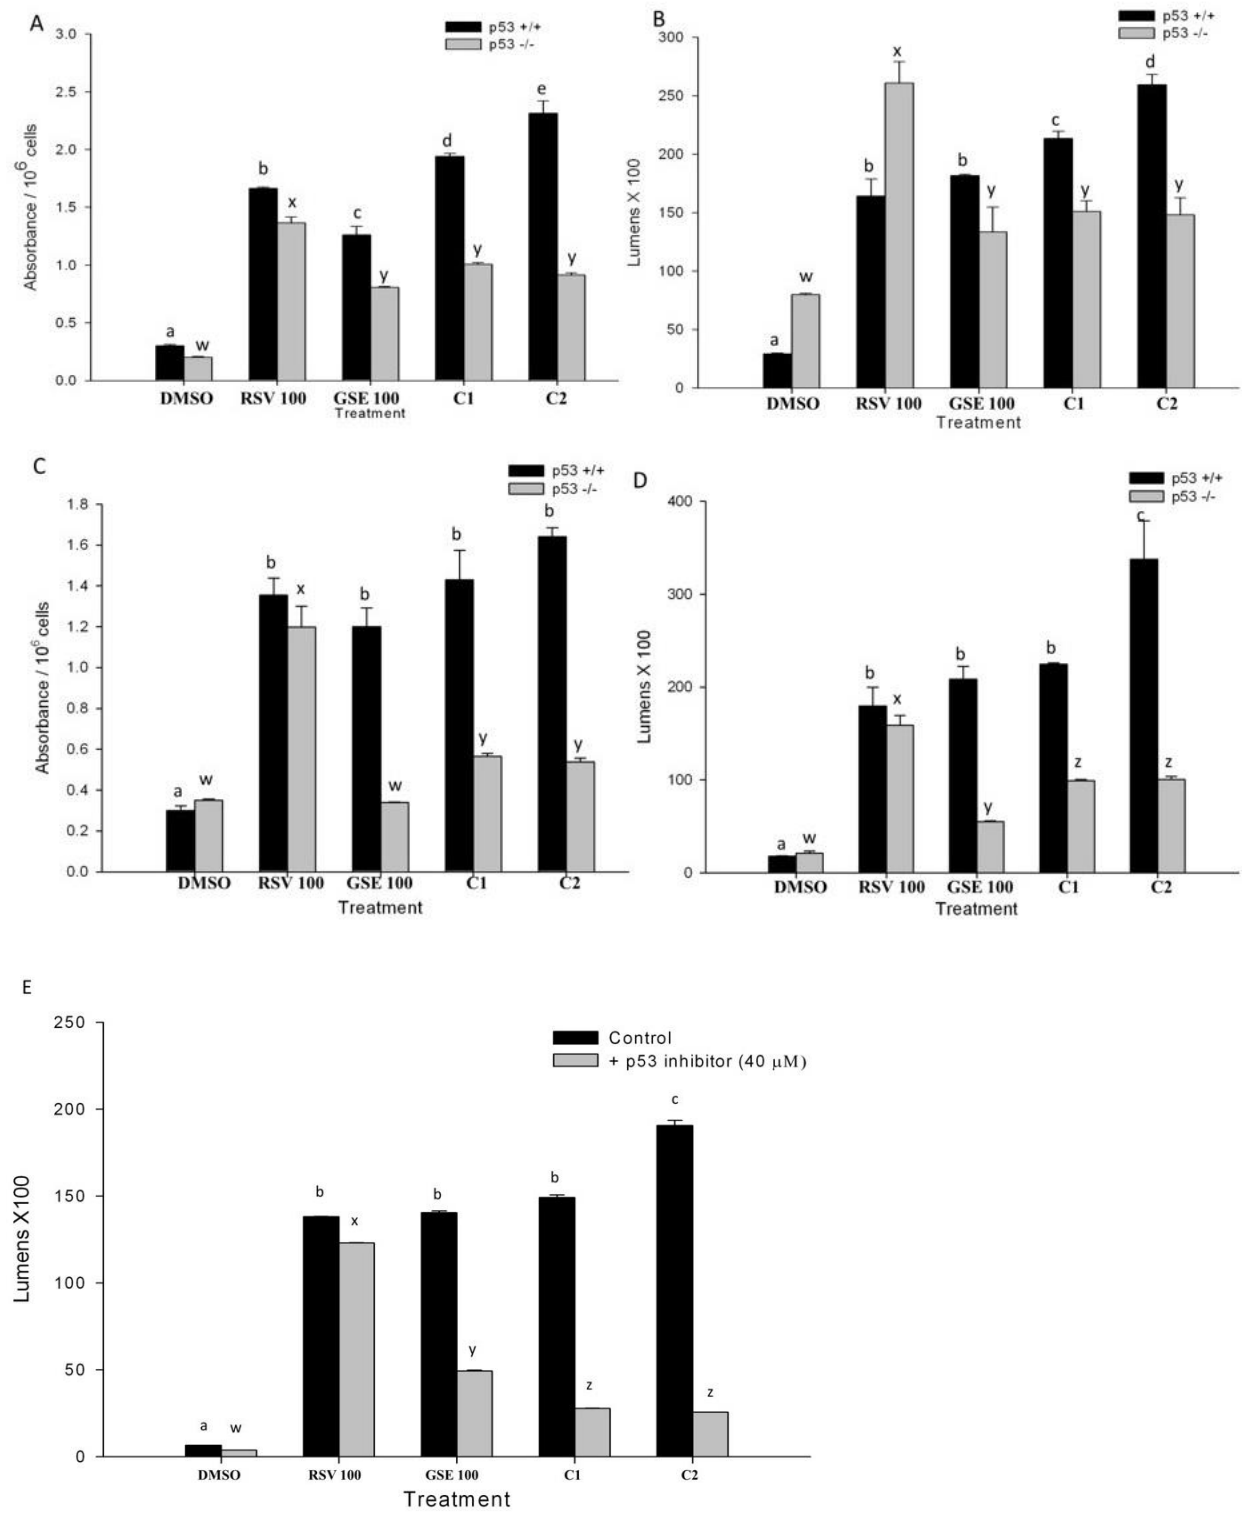 A
p53 +/+
p53 -/-
3.0
2.5
2.0
1.5
1.0
0.5
0.0
Absorbance / 10⁶ cells
a
w
b
x
c
y
d
y
e
y
DMSO
RSV 100
GSE 100
C1
C2
Treatment
B
p53 +/+
p53 -/-
300
250
200
150
100
50
0
Lumens X 100
a
w
b
x
b
y
c
y
d
y
DMSO
RSV 100
GSE 100
C1
C2
Treatment
C
p53 +/+
p53 -/-
1.8
1.6
1.4
1.2
1.0
0.8
0.6
0.4
0.2
0.0
Absorbance / 10⁶ cells
a
w
b
x
b
w
b
y
b
y
DMSO
RSV 100
GSE 100
C1
C2
Treatment
D
p53 +/+
p53 -/-
400
300
200
100
0
Lumens X 100
a
w
b
x
b
y
b
z
c
z
DMSO
RSV 100
GSE 100
C1
C2
Treatment
E
Control
+ p53 inhibitor (40 μM)
250
200
150
100
50
0
Lumens X100
a
w
b
x
b
y
b
z
c
z
DMSO
RSV 100
GSE 100
C1
C2
Treatment